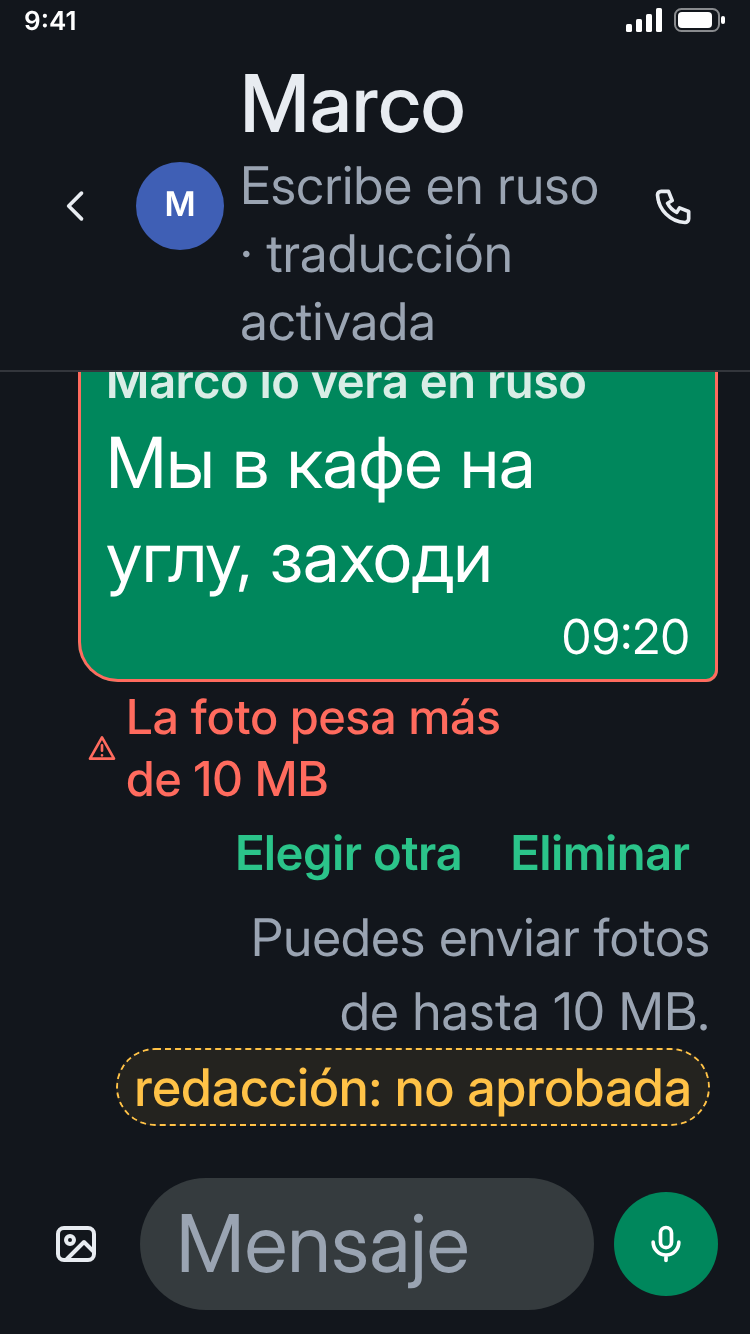 9:41
Marco
M
Escribe en ruso
· traducción
activada
Marco lo verá en ruso
Мы в кафе на
углу, заходи
09:20
La foto pesa más
de 10 MB
Elegir otra Eliminar
Puedes enviar fotos
de hasta 10 MB.
redacción: no aprobada
Mensaje